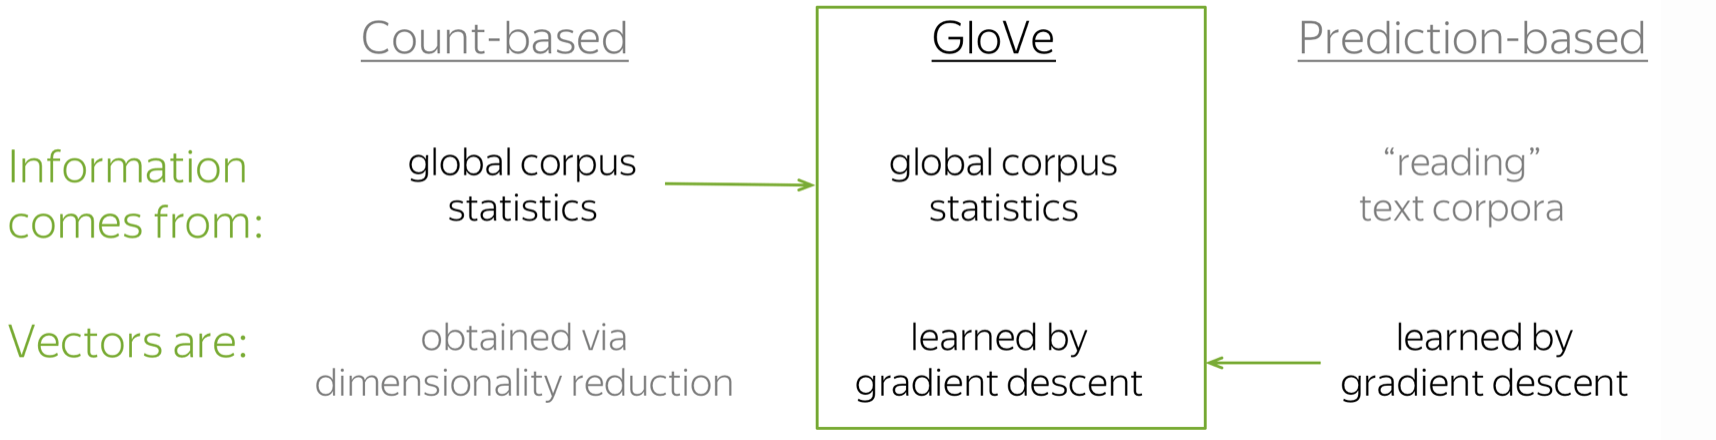 Count-based
GloVe
Prediction-based
Information
comes from:
global corpus
statistics
global corpus
statistics
“reading”
text corpora
Vectors are:
obtained via
dimensionality reduction
learned by
gradient descent
learned by
gradient descent